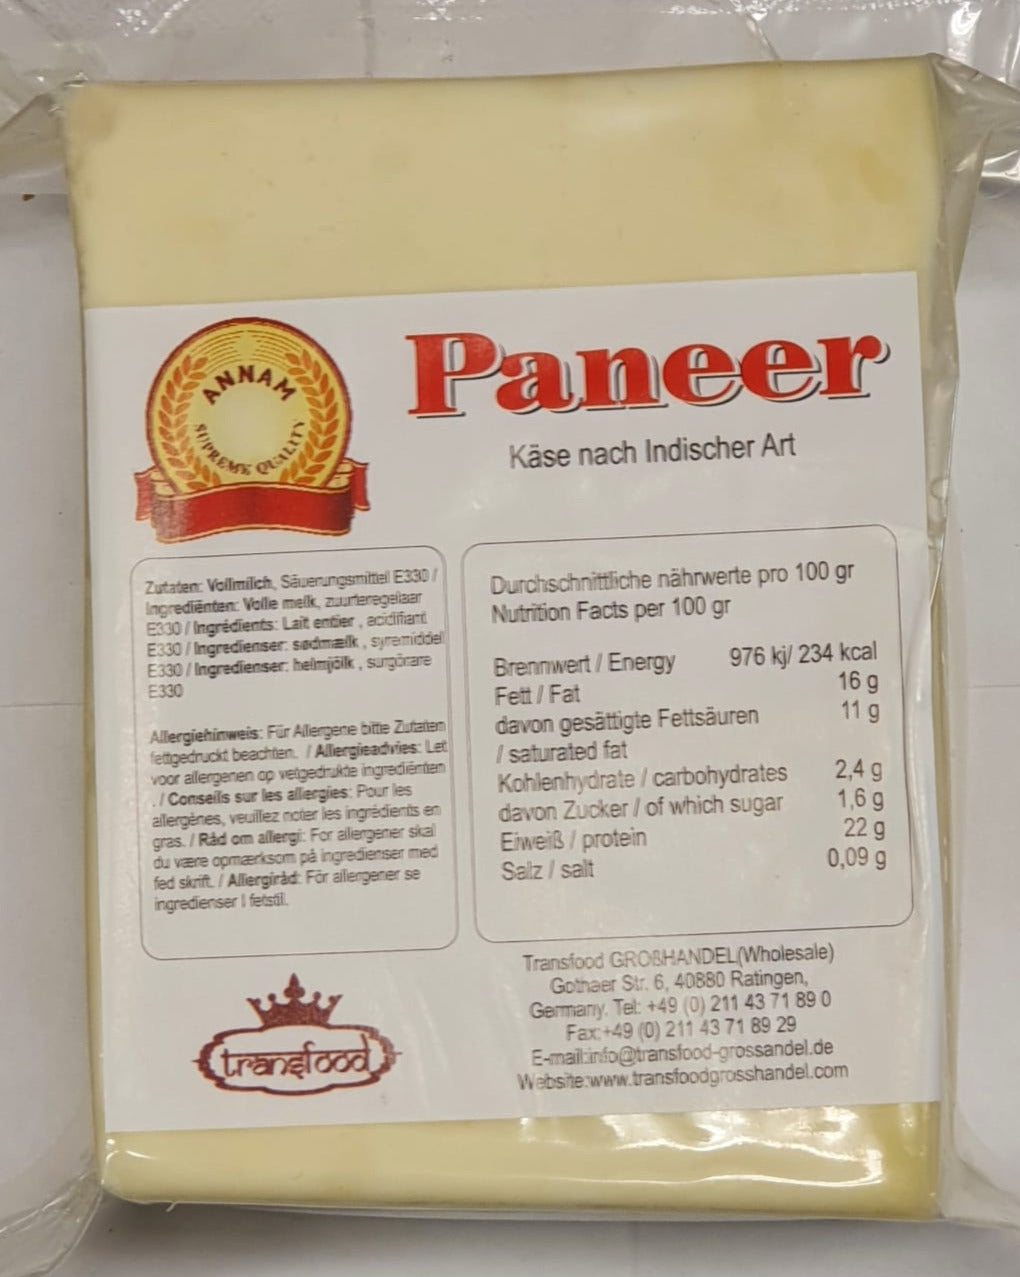 ANNAM
SUPREME QUALITY
Paneer
Käse nach Indischer Art
Zutaten: Vollmilch, Säuerungsmittel E330 /
Ingrediënten: Volle melk, zuurteregelaar
E330 / Ingrédients: Lait entier , acidifiant
E330 / Ingredienser: sødmælk , syremiddel
E330 / Ingredienser: helmjölk , surgörare
E330
Allergiehinweis: Für Allergene bitte Zutaten
fettgedruckt beachten. / Allergieadvies: Let
voor allergenen op vetgedrukte ingrediënten
. / Conseils sur les allergies: Pour les
allergènes, veuillez noter les ingrédients en
gras. / Råd om allergi: For allergener skal
du være opmærksom på ingredienser med
fed skrift. / Allergiråd: För allergener se
ingredienser I fetstil.
Durchschnittliche nährwerte pro 100 gr
Nutrition Facts per 100 gr
Brennwert / Energy 976 kj/ 234 kcal
Fett / Fat 16 g
davon gesättigte Fettsäuren 11 g
/ saturated fat
Kohlenhydrate / carbohydrates 2,4 g
davon Zucker / of which sugar 1,6 g
Eiweiß / protein 22 g
Salz / salt 0,09 g
transfood
Transfood GROßHANDEL(Wholesale)
Gothaer Str. 6, 40880 Ratingen,
Germany. Tel: +49 (0) 211 43 71 89 0
Fax:+49 (0) 211 43 71 89 29
E-mail:info@transfood-grossandel.de
Website:www.transfoodgrosshandel.com